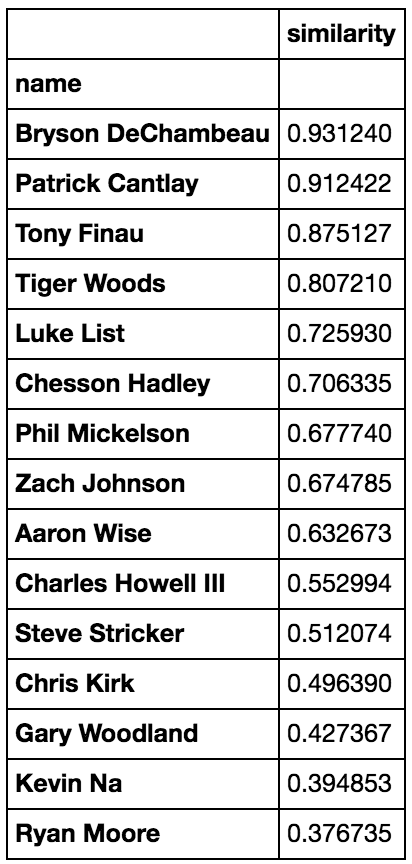 similarity
name
Bryson DeChambeau 0.931240
Patrick Cantlay 0.912422
Tony Finau 0.875127
Tiger Woods 0.807210
Luke List 0.725930
Chesson Hadley 0.706335
Phil Mickelson 0.677740
Zach Johnson 0.674785
Aaron Wise 0.632673
Charles Howell III 0.552994
Steve Stricker 0.512074
Chris Kirk 0.496390
Gary Woodland 0.427367
Kevin Na 0.394853
Ryan Moore 0.376735